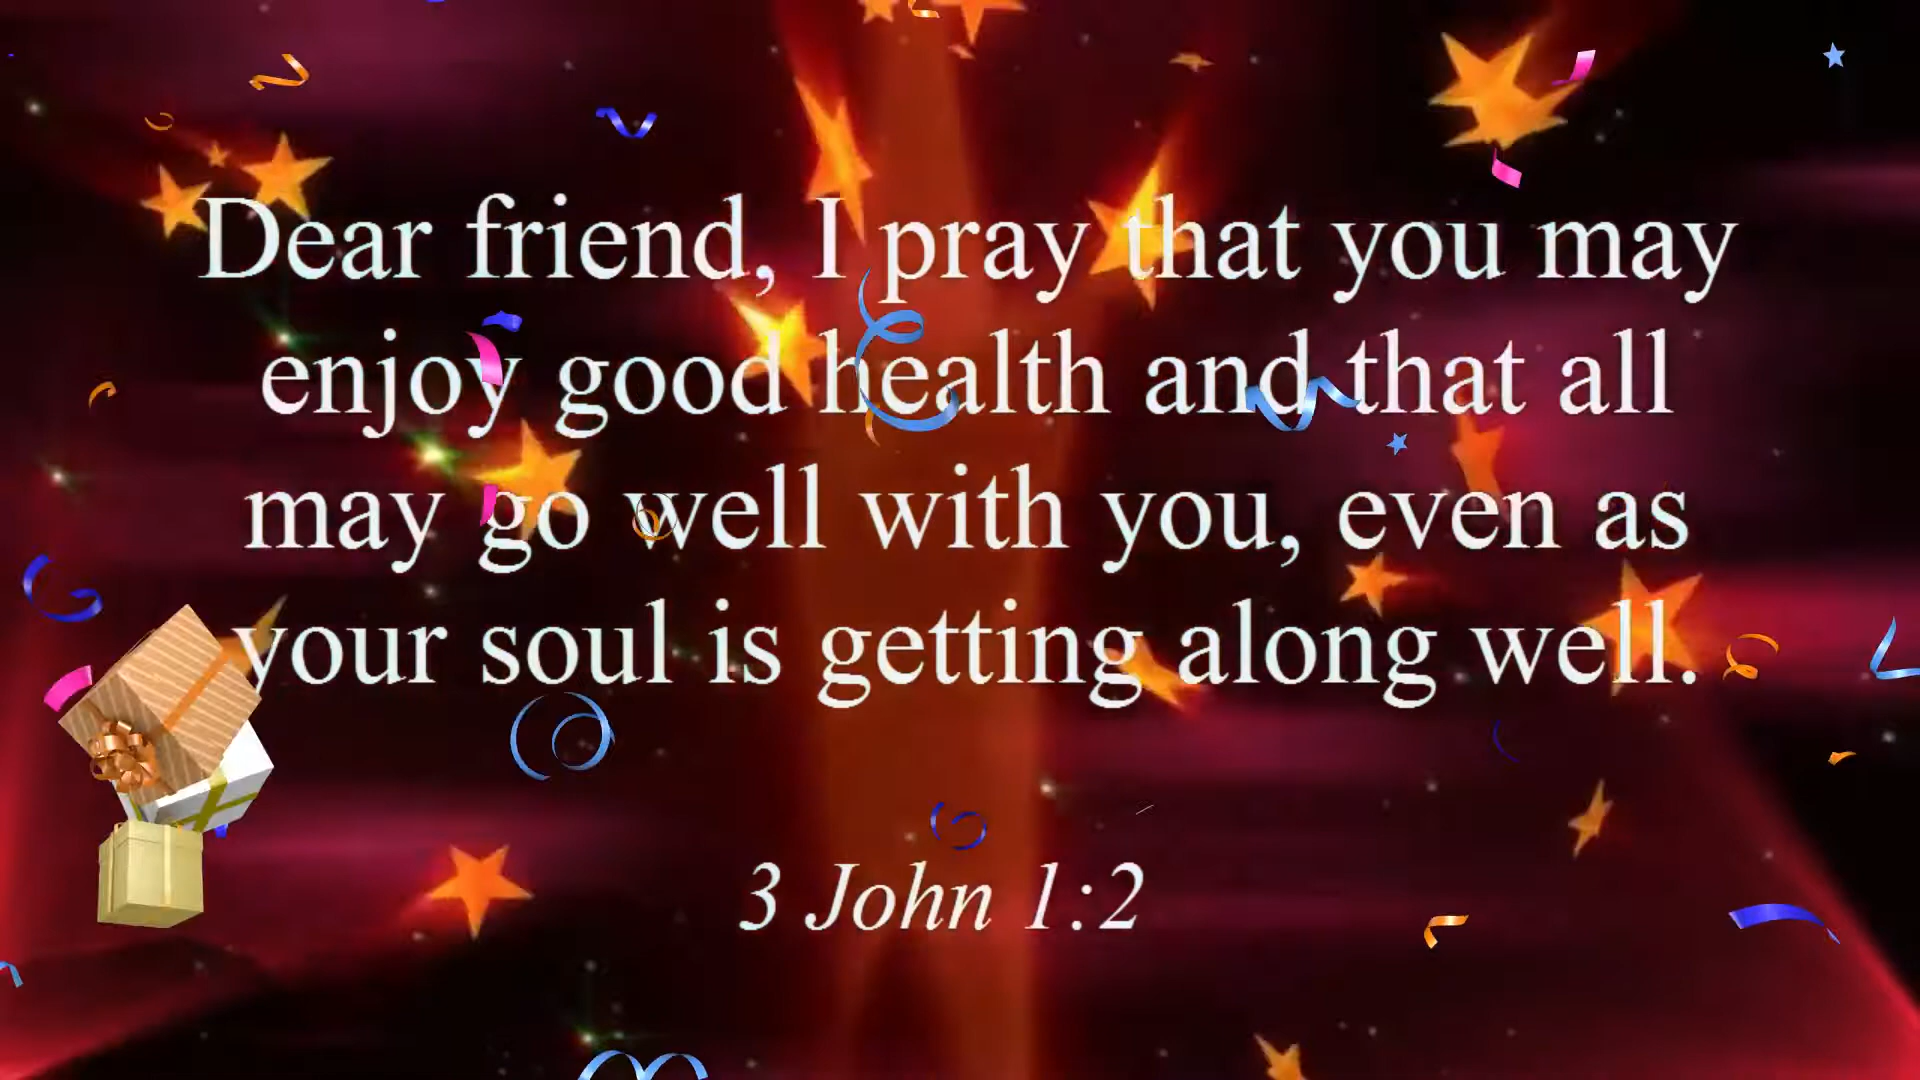 Dear friend, I pray that you may
enjoy good health and that all
may go well with you, even as
your soul is getting along well.
3 John 1:2